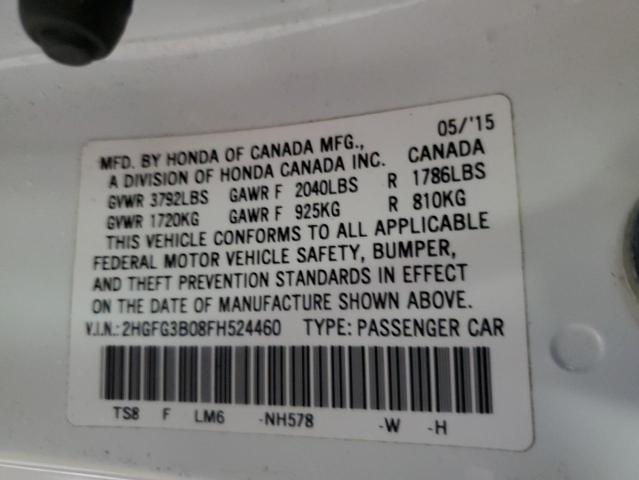 05/'15
MFD. BY HONDA OF CANADA MFG.,
A DIVISION OF HONDA CANADA INC. CANADA
GVWR 3792LBS GAWR F 2040LBS R 1786LBS
GVWR 1720KG GAWR F 925KG R 810KG
THIS VEHICLE CONFORMS TO ALL APPLICABLE
FEDERAL MOTOR VEHICLE SAFETY, BUMPER,
AND THEFT PREVENTION STANDARDS IN EFFECT
ON THE DATE OF MANUFACTURE SHOWN ABOVE.
V.I.N.: 2HGFG3B08FH524460 TYPE: PASSENGER CAR
TS8 F LM6 -NH578 -W -H